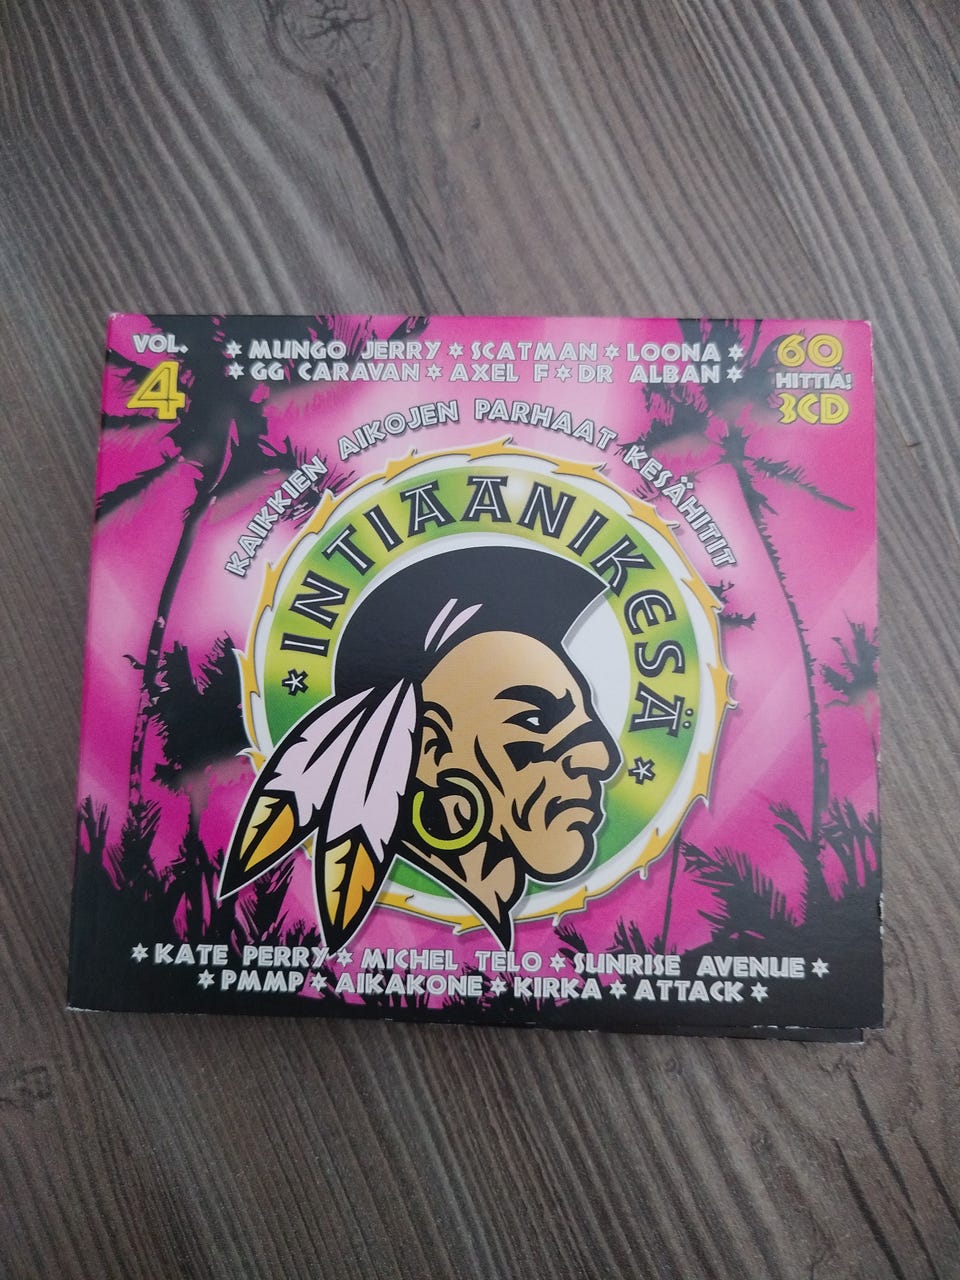 VOL.
4
* MUNGO JERRY * SCATMAN * LOONA *
* GG CARAVAN * AXEL F * DR ALBAN *
60
HITTIÄ!
3CD
KAIKKIEN AIKOJEN PARHAAT KESÄHITIT
* INTIAANIKESÄ *
* KATE PERRY * MICHEL TELO * SUNRISE AVENUE *
* PMMP * AIKAKONE * KIRKA * ATTACK *